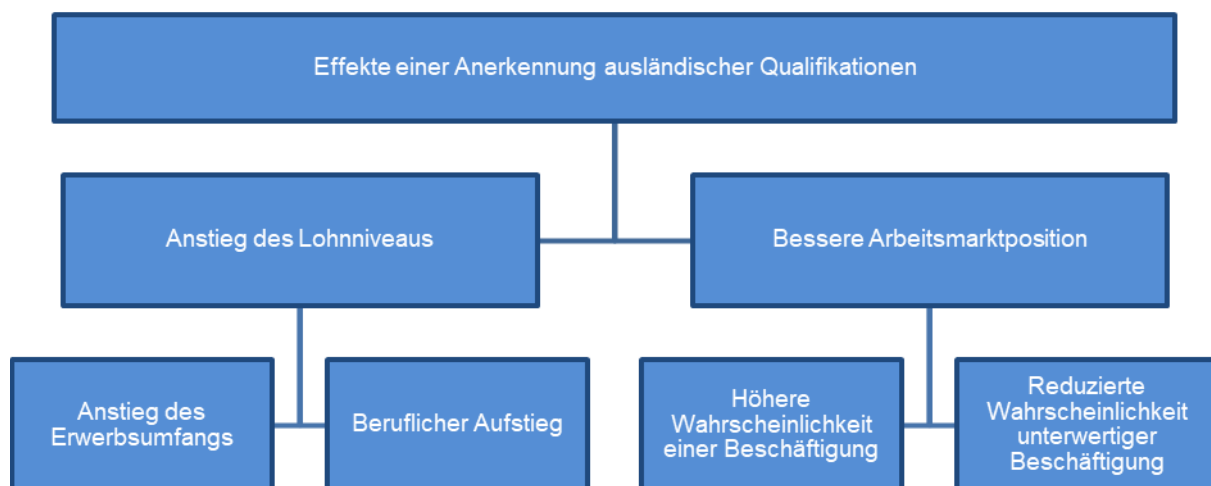 Effekte einer Anerkennung ausländischer Qualifikationen
Anstieg des Lohnniveaus
Bessere Arbeitsmarktposition
Anstieg des
Erwerbsumfangs
Beruflicher Aufstieg
Höhere
Wahrscheinlichkeit
einer Beschäftigung
Reduzierte
Wahrscheinlichkeit
unterwertiger
Beschäftigung